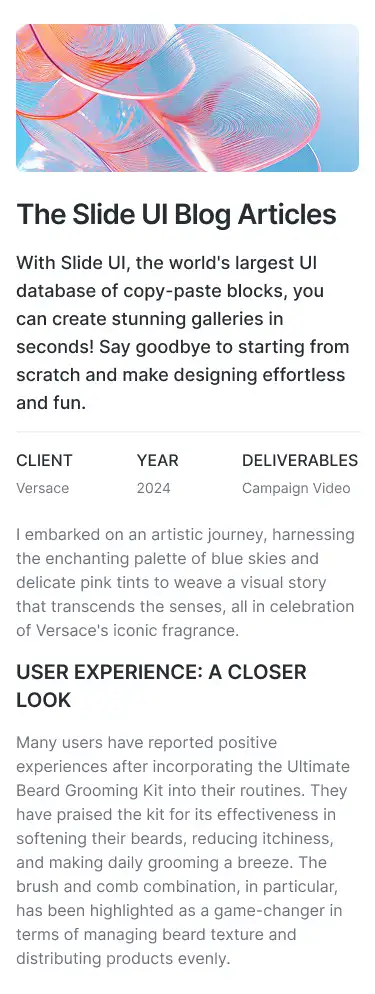 The Slide UI Blog Articles
With Slide UI, the world's largest UI
database of copy-paste blocks, you
can create stunning galleries in
seconds! Say goodbye to starting from
scratch and make designing effortless
and fun.
CLIENT YEAR DELIVERABLES
Versace 2024 Campaign Video
I embarked on an artistic journey, harnessing
the enchanting palette of blue skies and
delicate pink tints to weave a visual story
that transcends the senses, all in celebration
of Versace's iconic fragrance.
USER EXPERIENCE: A CLOSER
LOOK
Many users have reported positive
experiences after incorporating the Ultimate
Beard Grooming Kit into their routines. They
have praised the kit for its effectiveness in
softening their beards, reducing itchiness,
and making daily grooming a breeze. The
brush and comb combination, in particular,
has been highlighted as a game-changer in
terms of managing beard texture and
distributing products evenly.